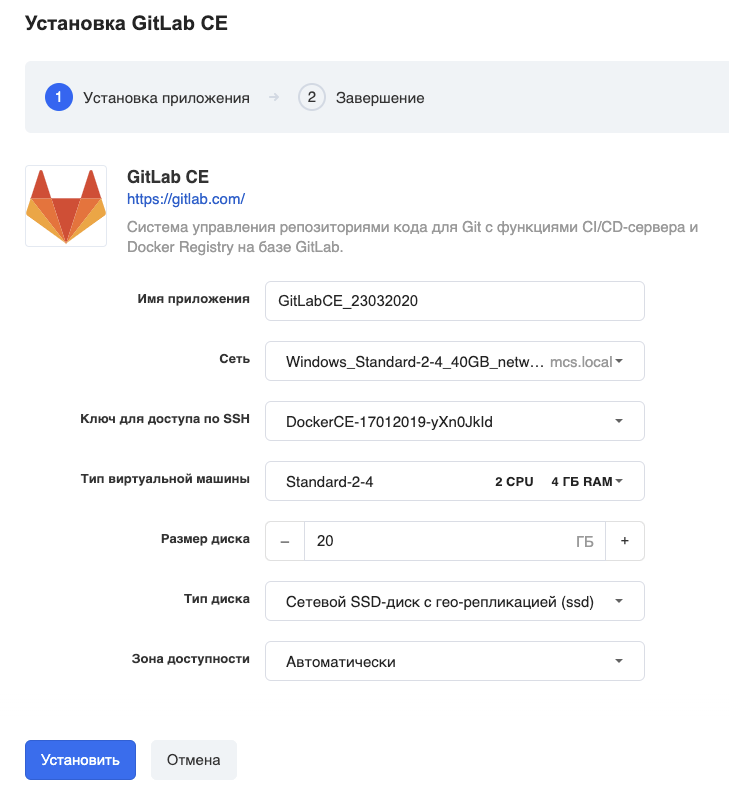 Установка GitLab CE
1 Установка приложения → 2 Завершение
GitLab CE
https://gitlab.com/
Система управления репозиториями кода для Git с функциями CI/CD-сервера и
Docker Registry на базе GitLab.
Имя приложения GitLabCE_23032020
Сеть Windows_Standard-2-4_40GB_netw... mcs.local
Ключ для доступа по SSH DockerCE-17012019-yXn0JkId
Тип виртуальной машины Standard-2-4 2 CPU 4 ГБ RAM
Размер диска – 20 ГБ +
Тип диска Сетевой SSD-диск с гео-репликацией (ssd)
Зона доступности Автоматически
Установить Отмена